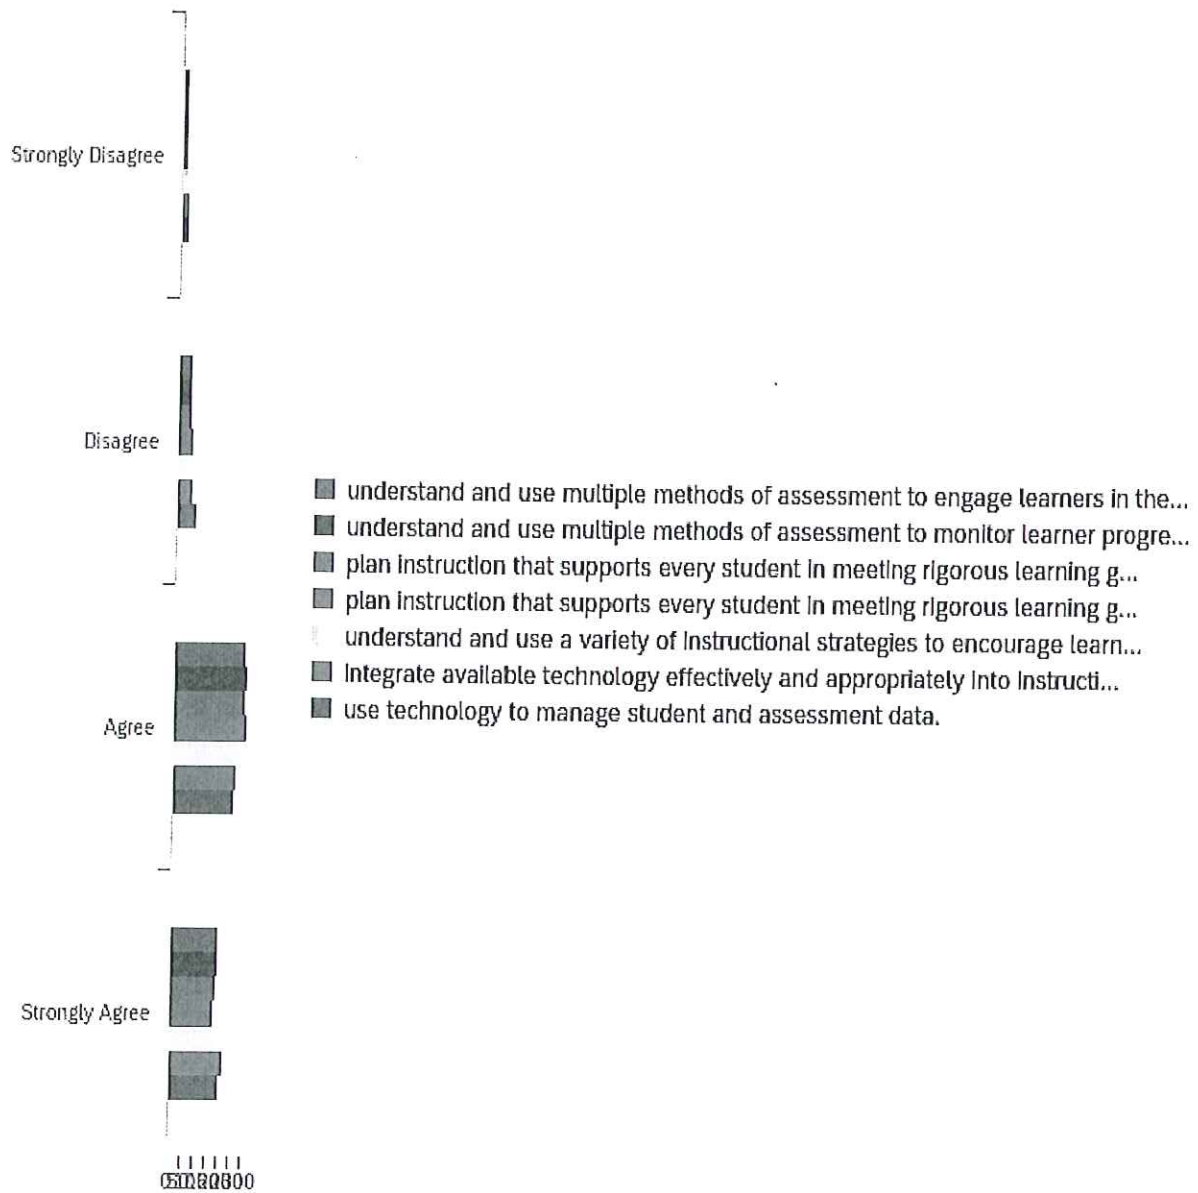 Strongly Disagree
Disagree
understand and use multiple methods of assessment to engage learners in the...
understand and use multiple methods of assessment to monitor learner progre...
plan instruction that supports every student in meeting rigorous learning g...
plan instruction that supports every student in meeting rigorous learning g...
understand and use a variety of instructional strategies to encourage learn...
Integrate available technology effectively and appropriately into instructi...
use technology to manage student and assessment data.
Agree
Strongly Agree